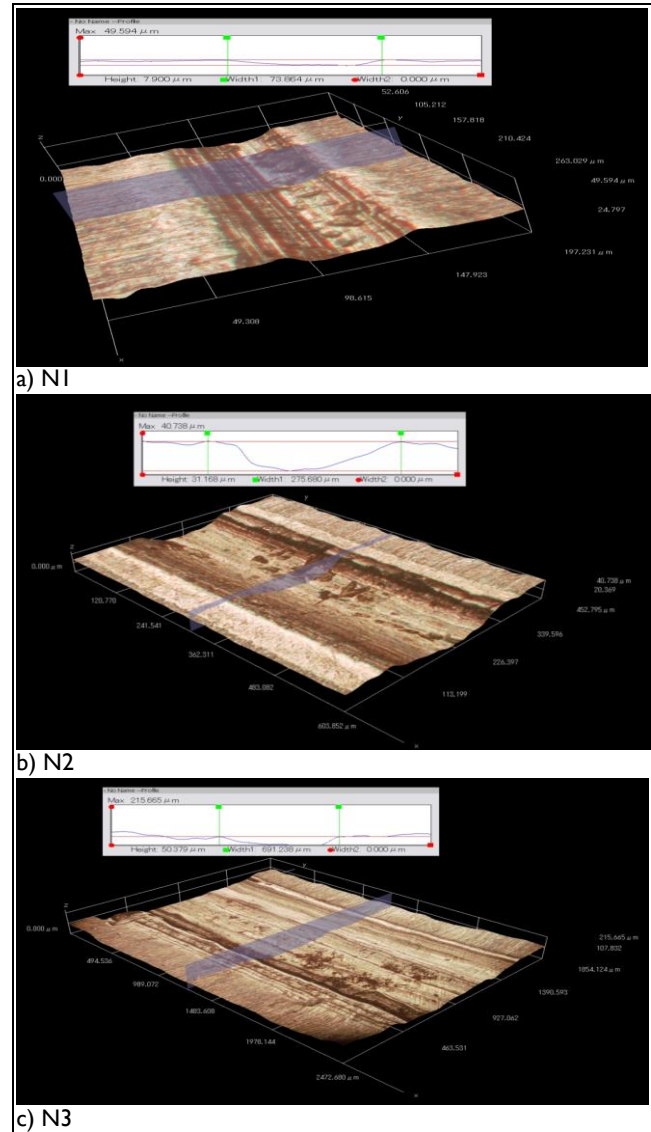 No Name --Profile
Max 49.594 μm
Height 7.900 μm Width1 73.864 μm Width2 0.000 μm
52.606
105.212
z
y
157.818
210.424
0.000
263.029 μm
49.594 μm
24.797
197.231 μm
147.923
98.615
49.308
x
a) N1
No Name --Profile
Max 40.738 μm
Height 31.168 μm Width1 275.680 μm Width2 0.000 μm
y
z
0.000 μm
40.738 μm
20.369
120.770
452.795 μm
241.541
339.596
362.311
226.397
483.082
113.199
603.852 μm
x
b) N2
No Name --Profile
Max 215.665 μm
Height 50.379 μm Width1 691.238 μm Width2 0.000 μm
y
z
0.000 μm
215.665 μm
107.832
494.536
1854.124 μm
989.072
1390.593
1483.608
927.062
1978.144
463.531
2472.680 μm
x
c) N3